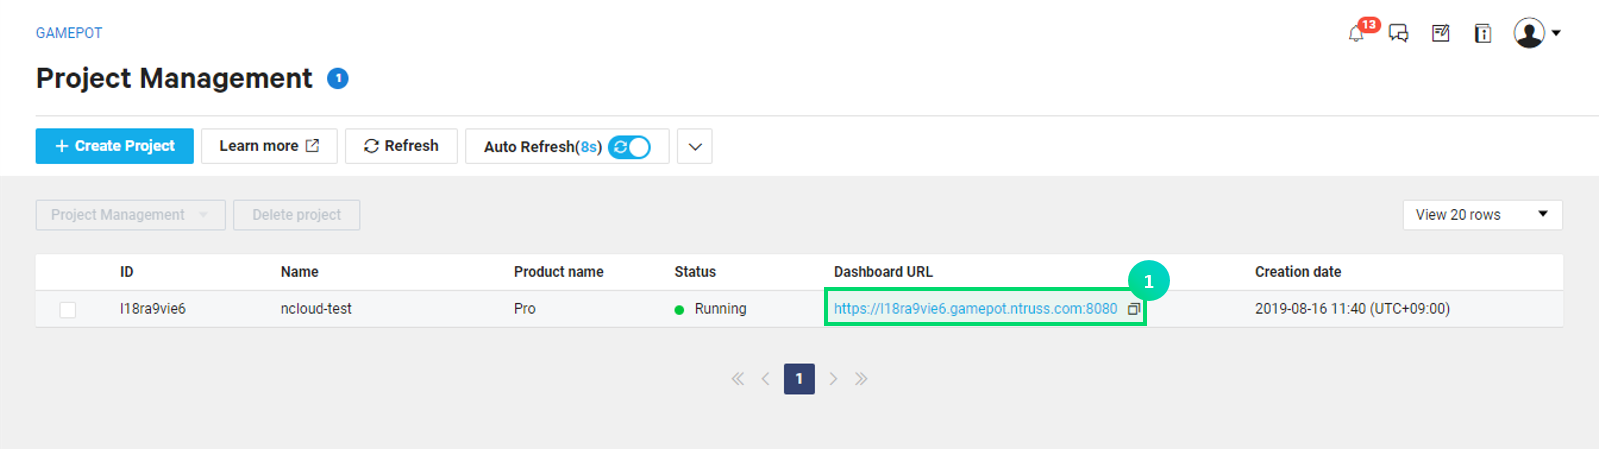 GAMEPOT
13
Project Management 1
+ Create Project Learn more Refresh Auto Refresh(8s)
Project Management Delete project View 20 rows
ID Name Product name Status Dashboard URL Creation date
1
l18ra9vie6 ncloud-test Pro Running https://l18ra9vie6.gamepot.ntruss.com:8080 2019-08-16 11:40 (UTC+09:00)
1